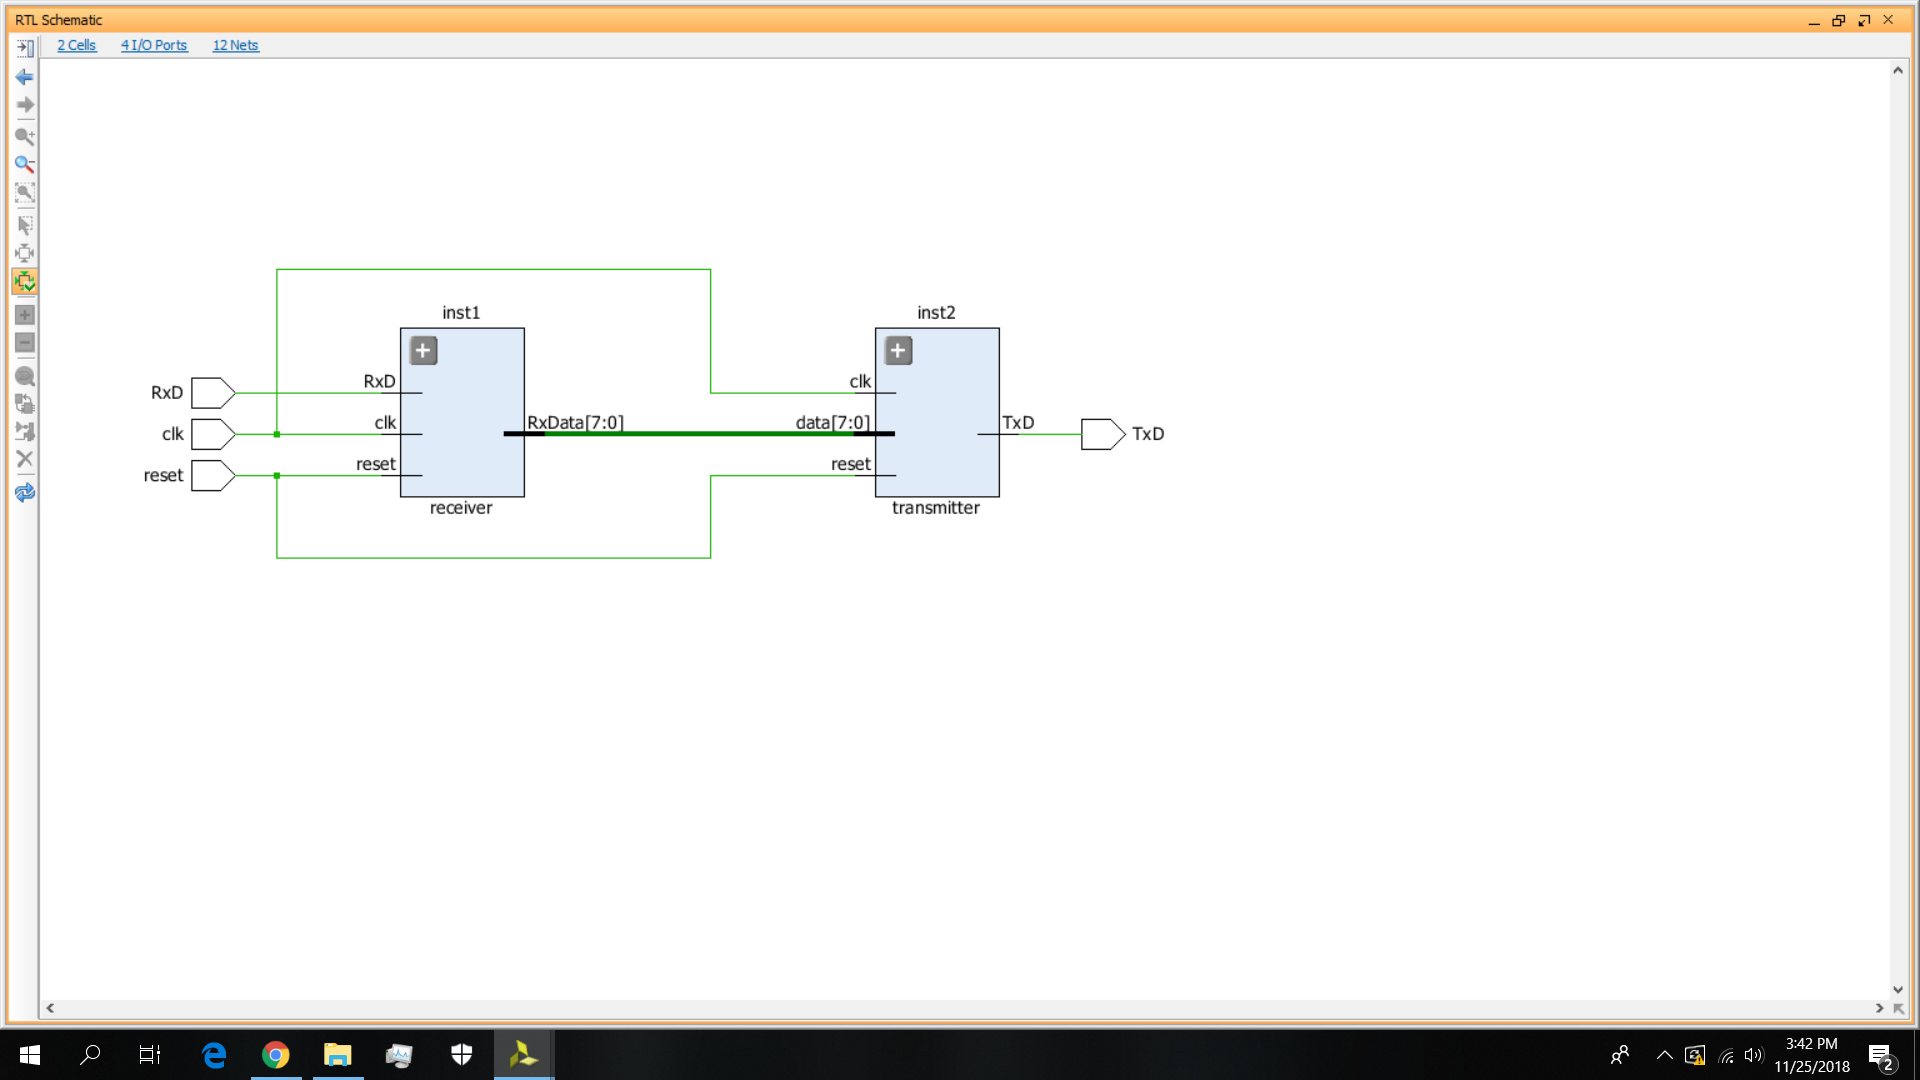 RTL Schematic
2 Cells 4 I/O Ports 12 Nets
inst1 inst2
RxD RxD clk
clk clk RxData[7:0] data[7:0] TxD TxD
reset reset reset
receiver transmitter
3:42 PM
11/25/2018
2